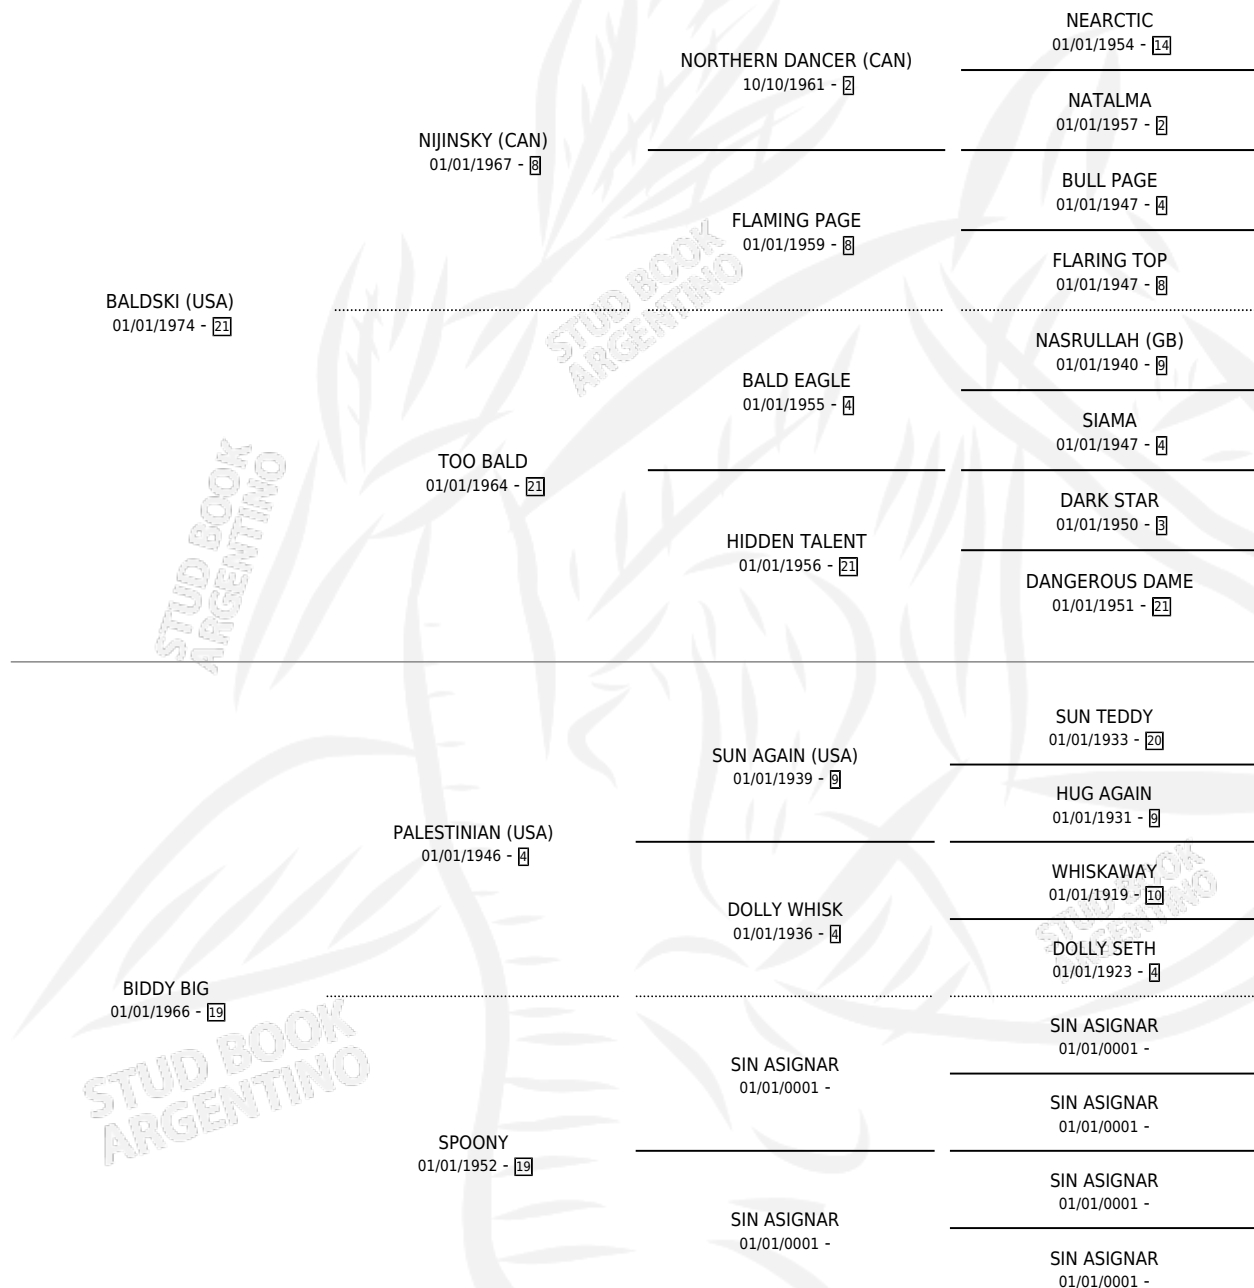 NEARCTIC
01/01/1954 - 14
NORTHERN DANCER (CAN)
10/10/1961 - 2
NATALMA
01/01/1957 - 2
NIJINSKY (CAN)
01/01/1967 - 8
BULL PAGE
01/01/1947 - 4
FLAMING PAGE
01/01/1959 - 8
FLARING TOP
01/01/1947 - 8
BALDSKI (USA)
01/01/1974 - 21
NASRULLAH (GB)
01/01/1940 - 9
BALD EAGLE
01/01/1955 - 4
SIAMA
01/01/1947 - 4
TOO BALD
01/01/1964 - 21
DARK STAR
01/01/1950 - 3
HIDDEN TALENT
01/01/1956 - 21
DANGEROUS DAME
01/01/1951 - 21
SUN TEDDY
01/01/1933 - 20
SUN AGAIN (USA)
01/01/1939 - 9
HUG AGAIN
01/01/1931 - 9
PALESTINIAN (USA)
01/01/1946 - 4
WHISKAWAY
01/01/1919 - 10
DOLLY WHISK
01/01/1936 - 4
DOLLY SETH
01/01/1923 - 4
BIDDY BIG
01/01/1966 - 19
SIN ASIGNAR
01/01/0001 -
SIN ASIGNAR
01/01/0001 -
SIN ASIGNAR
01/01/0001 -
SPOONY
01/01/1952 - 19
SIN ASIGNAR
01/01/0001 -
SIN ASIGNAR
01/01/0001 -
SIN ASIGNAR
01/01/0001 -
STUD BOOK
ARGENTINO
STUD BOOK
ARGENTINO
STUD BOOK
ARGENTINO
STUD BOOK
ARGENTINO